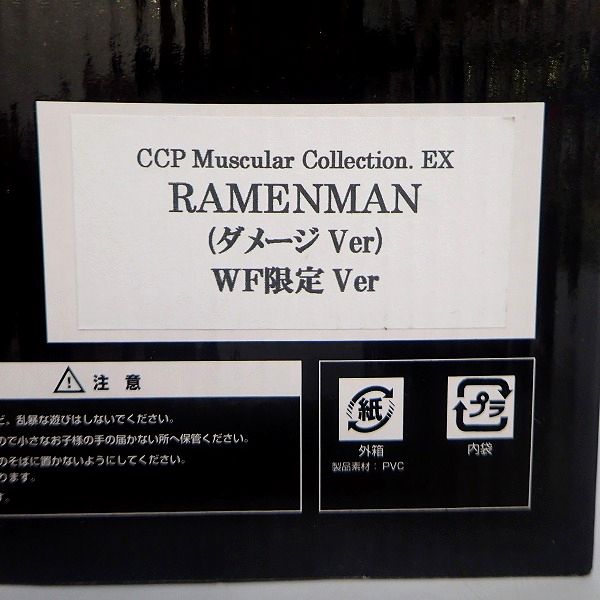 CCP Muscular Collection. EX
RAMENMAN
(ダメージ Ver)
WF限定 Ver
注意
ど、乱暴な遊びはしないでください。
ので小さなお子様の手の届かない所へ保管ください。
のそばに置かないようにしてください。
ります。
す。
紙
外箱
製品素材：PVC
プラ
内袋